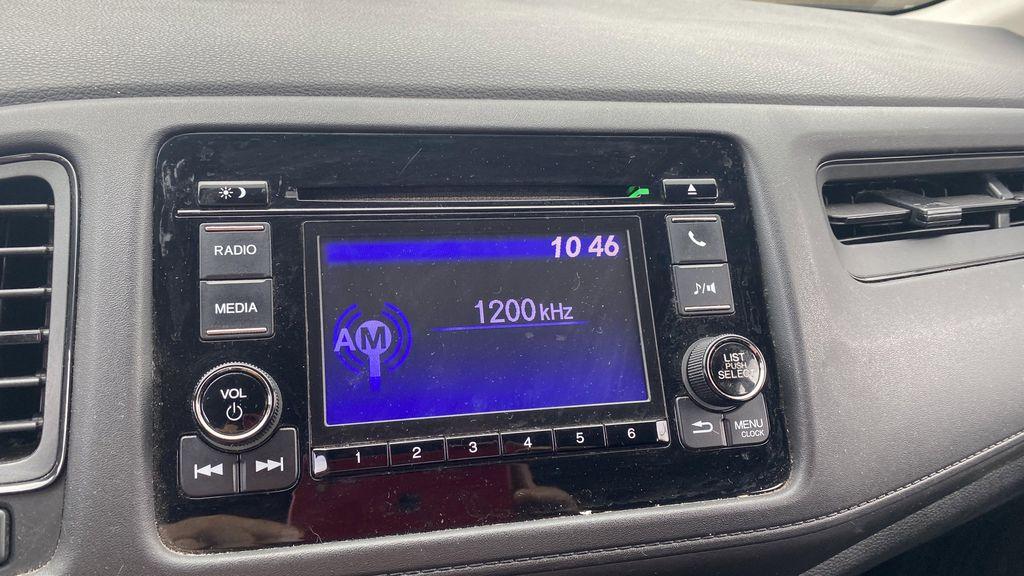 RADIO
MEDIA
VOL
10 46
1200 kHz
AM
1 2 3 4 5 6
LIST
PUSH
SELECT
MENU
CLOCK